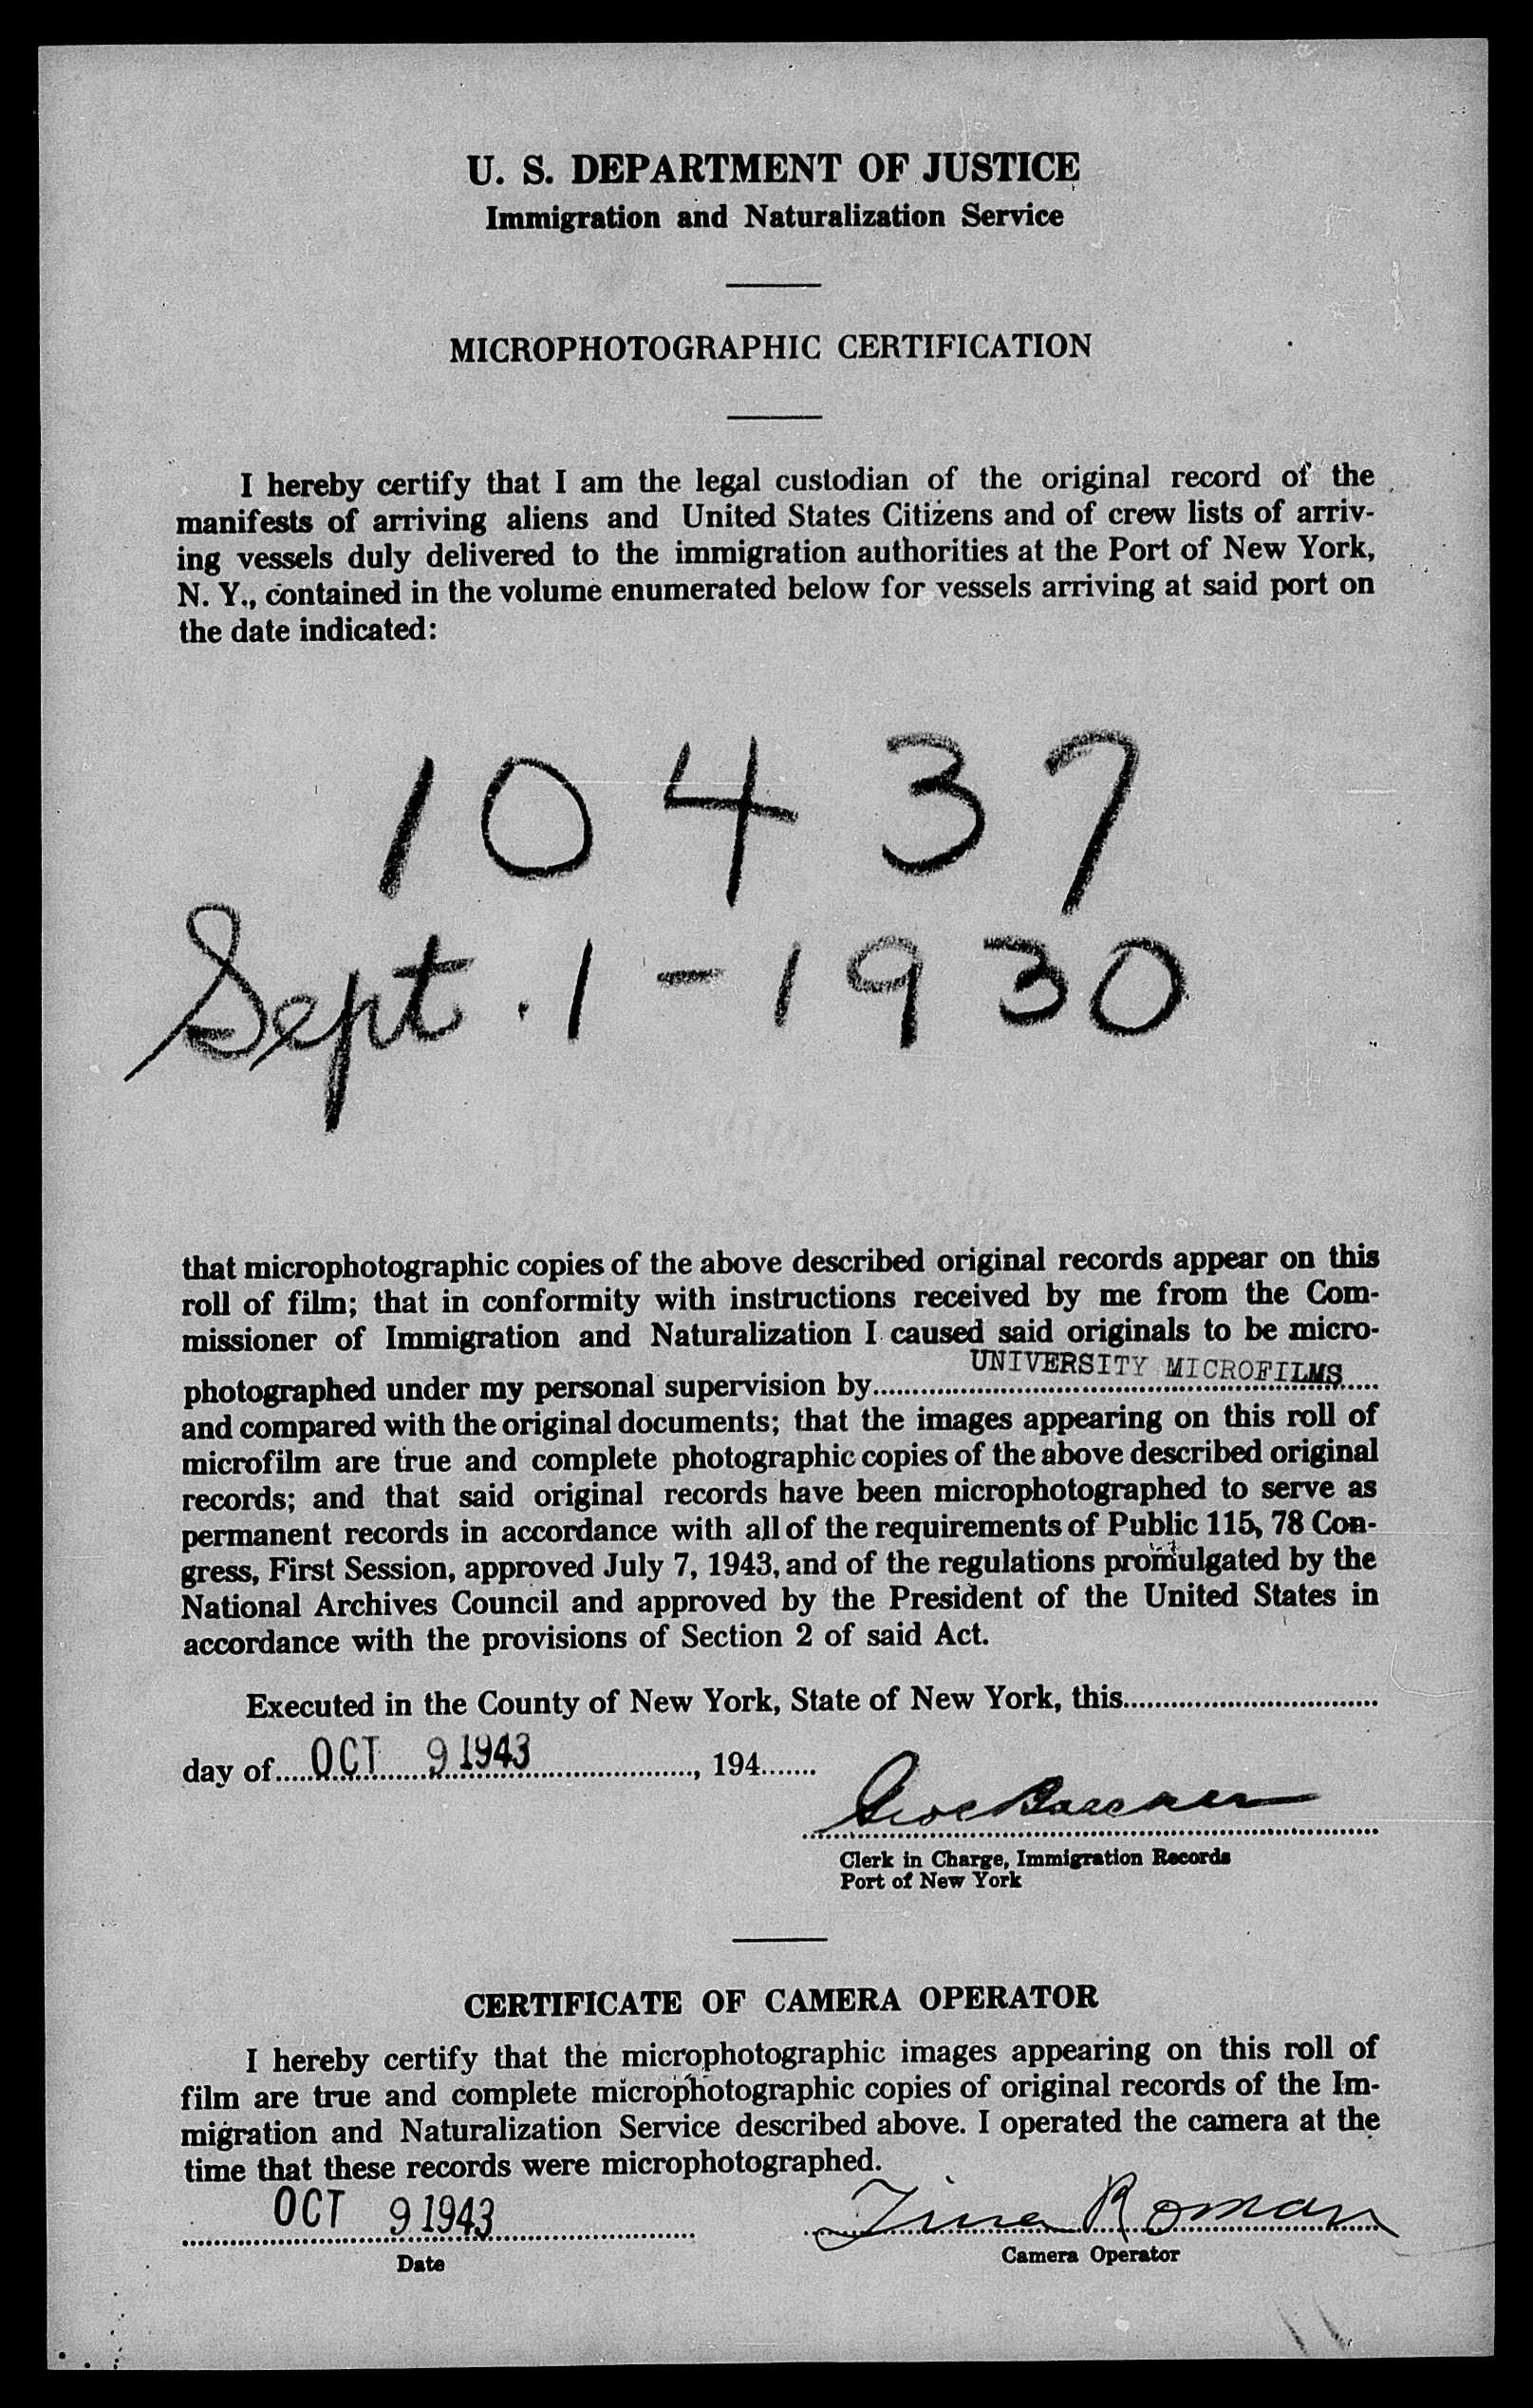 U. S. DEPARTMENT OF JUSTICE
Immigration and Naturalization Service
MICROPHOTOGRAPHIC CERTIFICATION
I hereby certify that I am the legal custodian of the original record of the
manifests of arriving aliens and United States Citizens and of crew lists of arriv-
ing vessels duly delivered to the immigration authorities at the Port of New York,
N. Y., contained in the volume enumerated below for vessels arriving at said port on
the date indicated:
10437
Sept. 1 - 1930
that microphotographic copies of the above described original records appear on this
roll of film; that in conformity with instructions received by me from the Com-
missioner of Immigration and Naturalization I caused said originals to be micro-
photographed under my personal supervision by UNIVERSITY MICROFILMS
and compared with the original documents; that the images appearing on this roll of
microfilm are true and complete photographic copies of the above described original
records; and that said original records have been microphotographed to serve as
permanent records in accordance with all of the requirements of Public 115, 78 Con-
gress, First Session, approved July 7, 1943, and of the regulations promulgated by the
National Archives Council and approved by the President of the United States in
accordance with the provisions of Section 2 of said Act.
Executed in the County of New York, State of New York, this
day of OCT 9 1943, 194
Clerk in Charge, Immigration Records
Port of New York
CERTIFICATE OF CAMERA OPERATOR
I hereby certify that the microphotographic images appearing on this roll of
film are true and complete microphotographic copies of original records of the Im-
migration and Naturalization Service described above. I operated the camera at the
time that these records were microphotographed.
OCT 9 1943 Tina Roman
Date Camera Operator